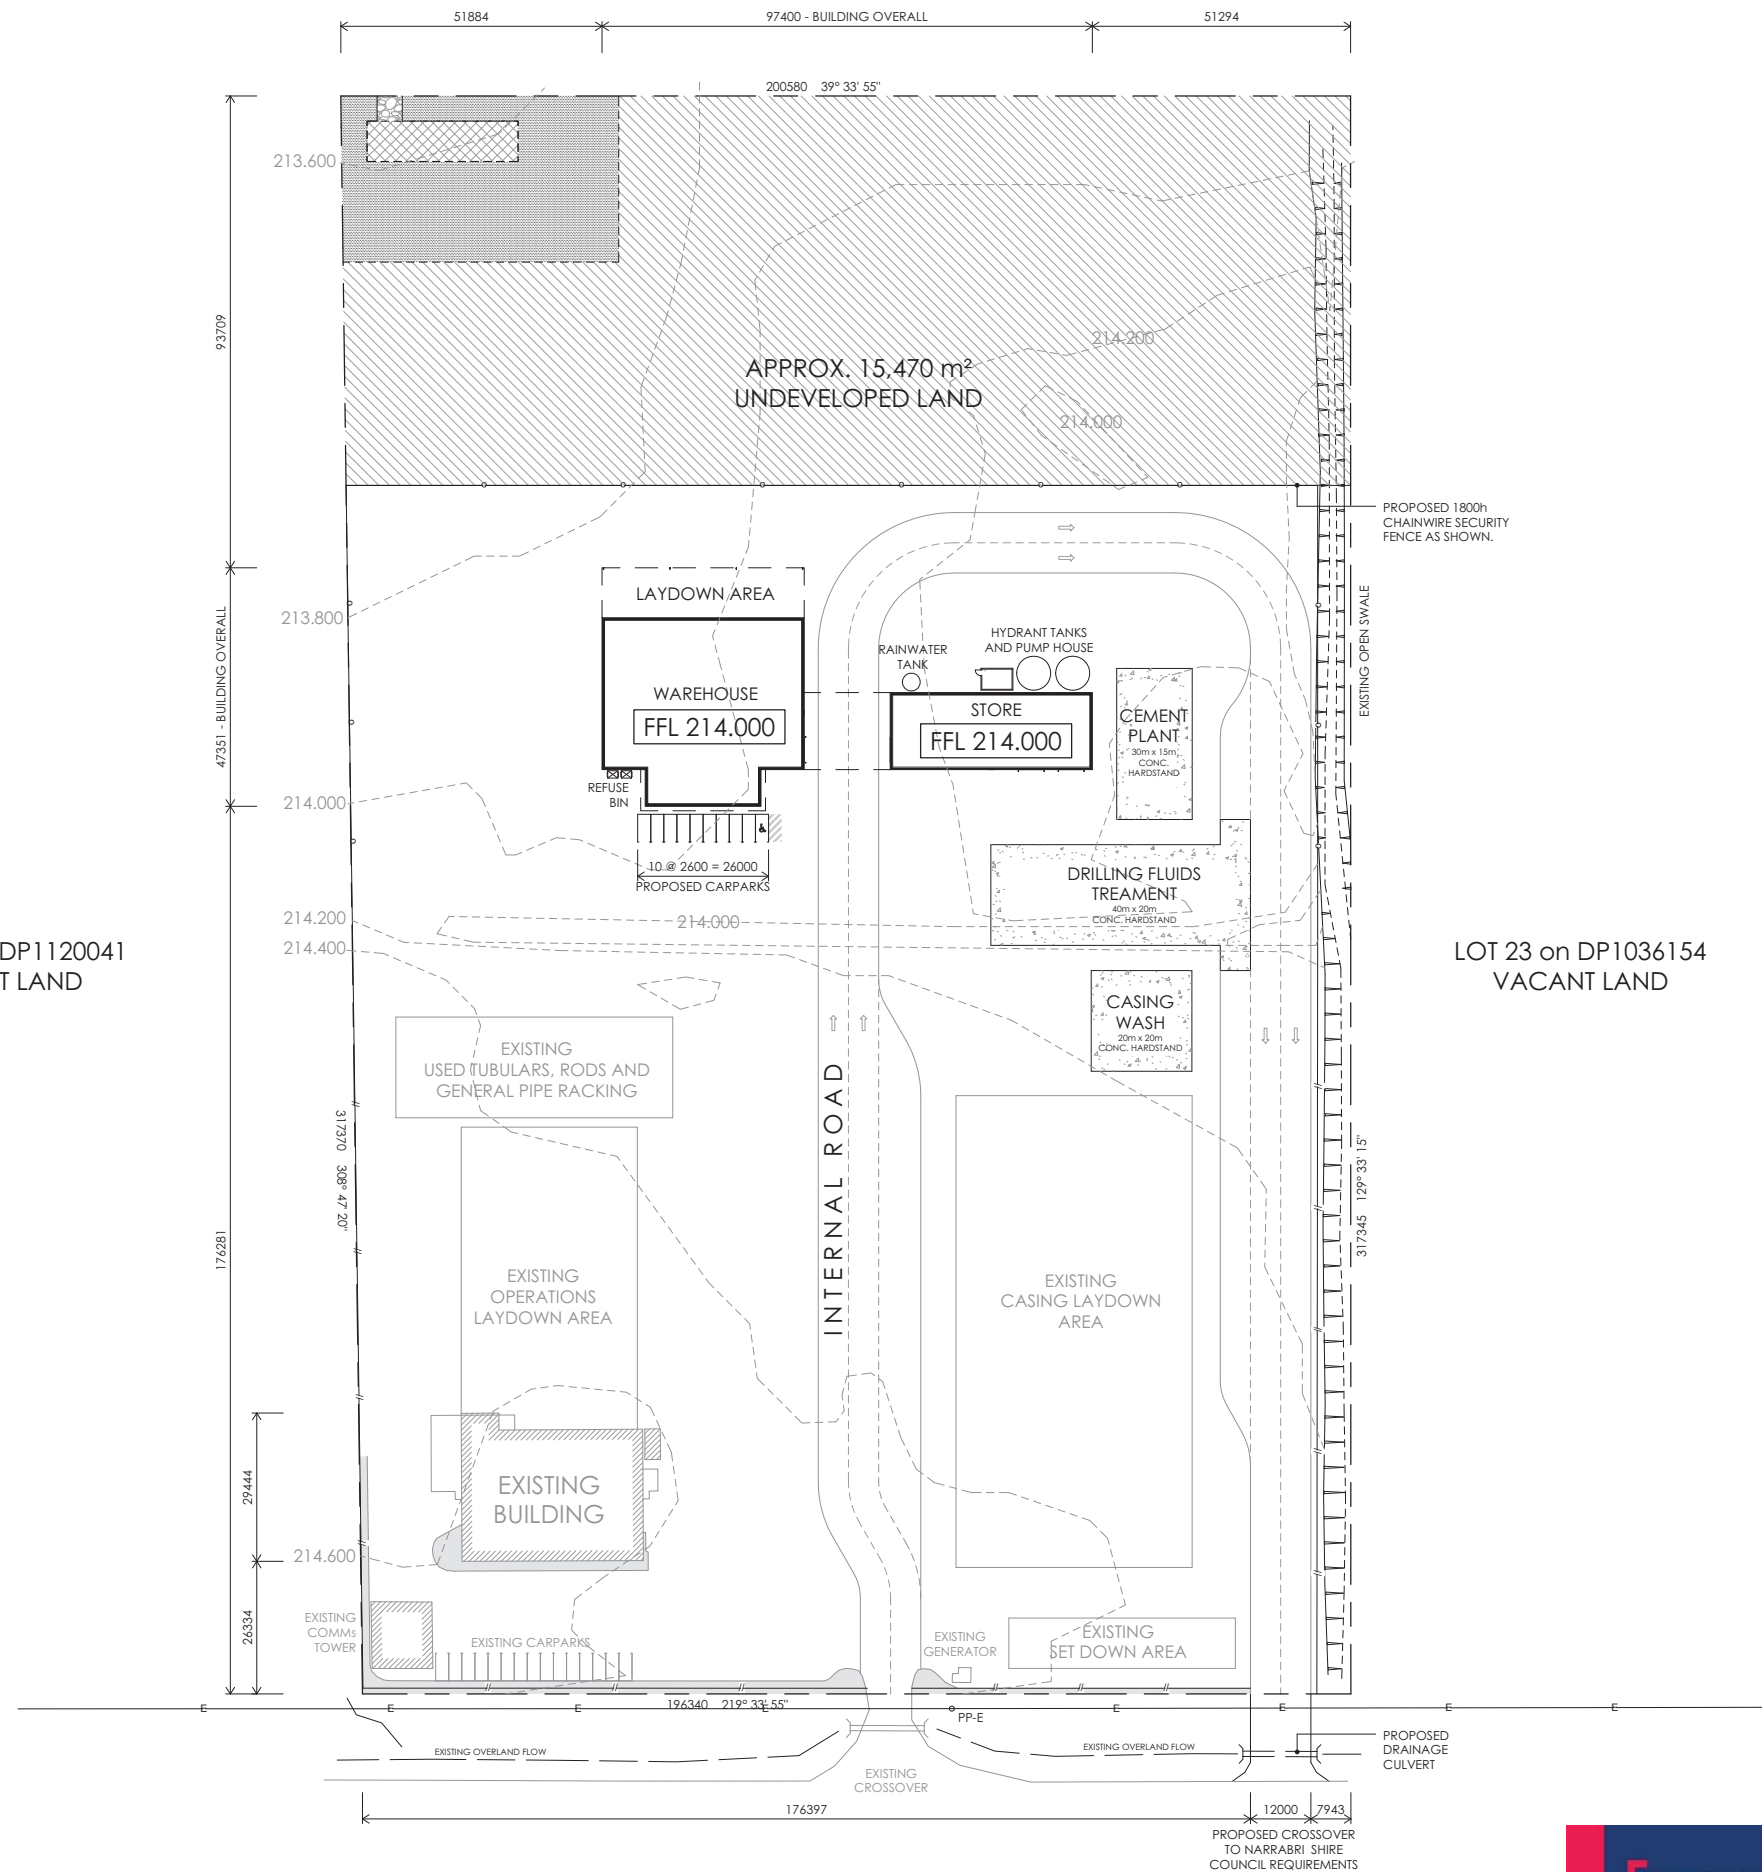 51884
97400 - BUILDING OVERALL
51294
200580 39° 33' 55"
213.600
93709
214.200
APPROX. 15,470 m²
UNDEVELOPED LAND
214.000
PROPOSED 1800h
CHAINWIRE SECURITY
FENCE AS SHOWN.
LAYDOWN AREA
213.800
47351 - BUILDING OVERALL
EXISTING OPEN SWALE
HYDRANT TANKS
AND PUMP HOUSE
RAINWATER
TANK
WAREHOUSE
FFL 214.000
STORE
FFL 214.000
CEMENT
PLANT
30m x 15m
CONC.
HARDSTAND
REFUSE
BIN
214.000
10 @ 2600 = 26000
PROPOSED CARPARKS
DRILLING FLUIDS
TREAMENT
40m x 20m
CONC. HARDSTAND
214.200
214.000
214.400
DP1120041
T LAND
LOT 23 on DP1036154
VACANT LAND
CASING
WASH
20m x 20m
CONC. HARDSTAND
EXISTING
USED TUBULARS, RODS AND
GENERAL PIPE RACKING
INTERNAL ROAD
317370 308° 47' 20"
317345 129° 33' 15"
176281
EXISTING
OPERATIONS
LAYDOWN AREA
EXISTING
CASING LAYDOWN
AREA
29444
EXISTING
BUILDING
214.600
26334
EXISTING
COMMs
TOWER
EXISTING CARPARKS
EXISTING
GENERATOR
EXISTING
SET DOWN AREA
196340 219° 33' 55"
E E E E E E E E
PP-E
EXISTING OVERLAND FLOW
EXISTING OVERLAND FLOW
PROPOSED
DRAINAGE
CULVERT
EXISTING
CROSSOVER
176397
12000
7943
PROPOSED CROSSOVER
TO NARRABRI SHIRE
COUNCIL REQUIREMENTS